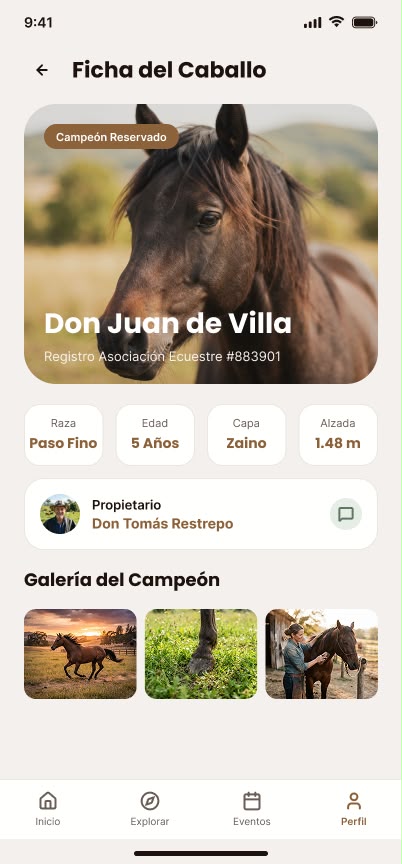 9:41
Ficha del Caballo
Campeón Reservado
Don Juan de Villa
Registro Asociación Ecuestre #883901
Raza
Paso Fino
Edad
5 Años
Capa
Zaino
Alzada
1.48 m
Propietario
Don Tomás Restrepo
Galería del Campeón
Inicio
Explorar
Eventos
Perfil